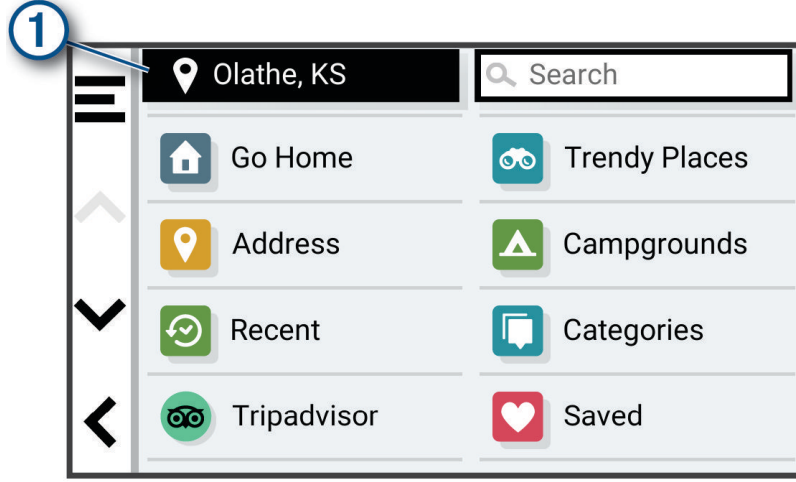 1
Olathe, KS
Search
Go Home
Trendy Places
Address
Campgrounds
Recent
Categories
Tripadvisor
Saved